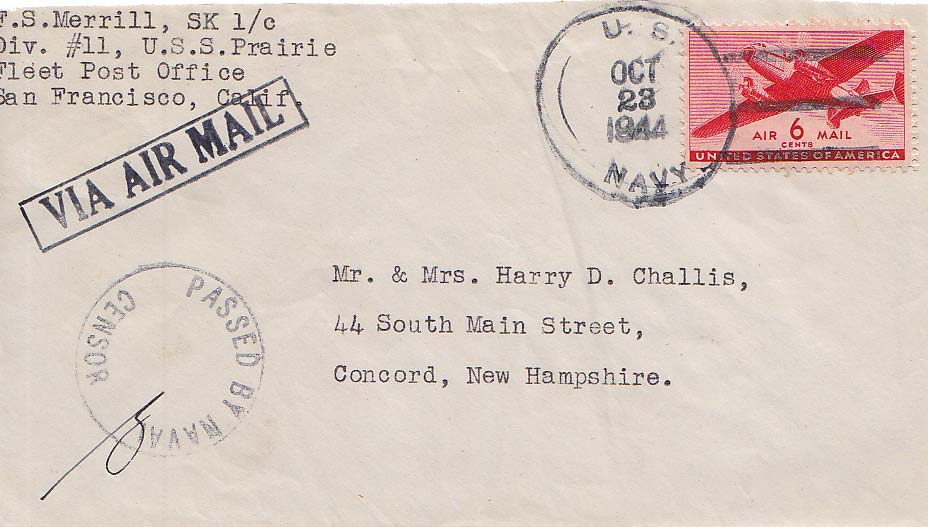 F.S.Merrill, SK 1/c
Div. #11, U.S.S.Prairie
Fleet Post Office
San Francisco, Calif.
VIA AIR MAIL
U. S.
OCT
23
1944
NAVY
AIR 6 MAIL
CENTS
UNITED STATES OF AMERICA
PASSED BY NAVAL
CENSOR
Mr. & Mrs. Harry D. Challis,
44 South Main Street,
Concord, New Hampshire.